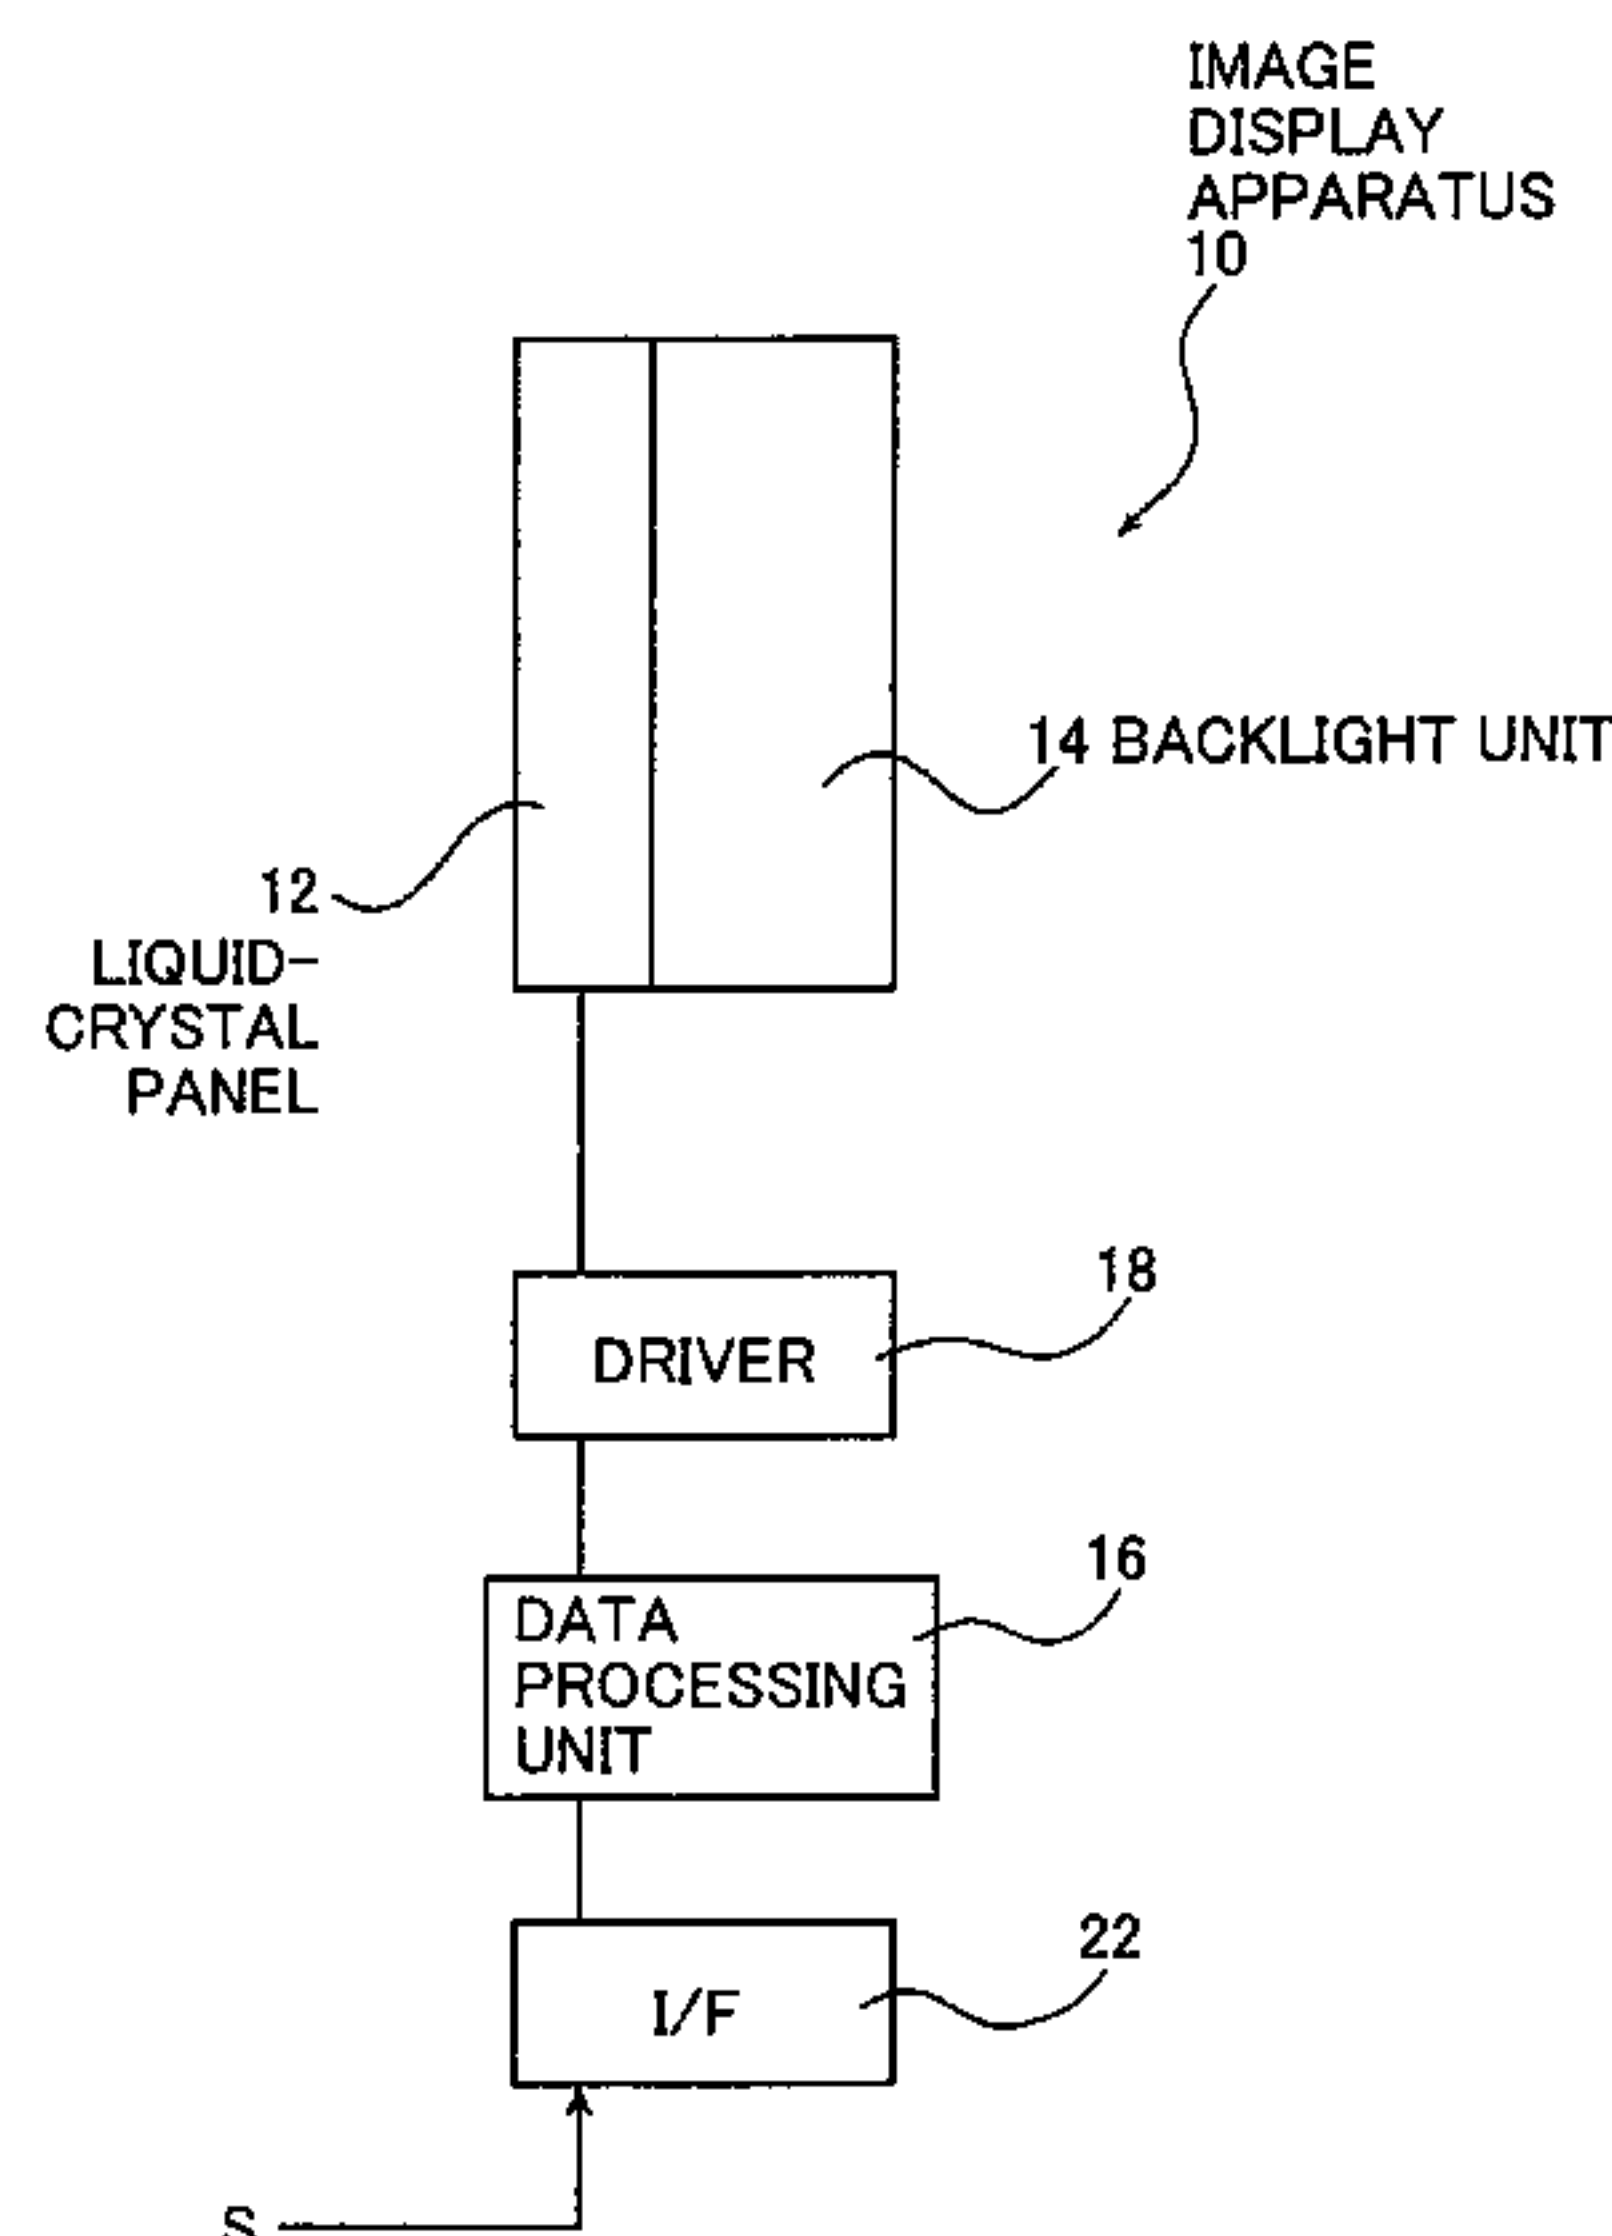 IMAGE
DISPLAY
APPARATUS
10
14 BACKLIGHT UNIT
12
LIQUID-
CRYSTAL
PANEL
18
DRIVER
16
DATA
PROCESSING
UNIT
22
I/F
S